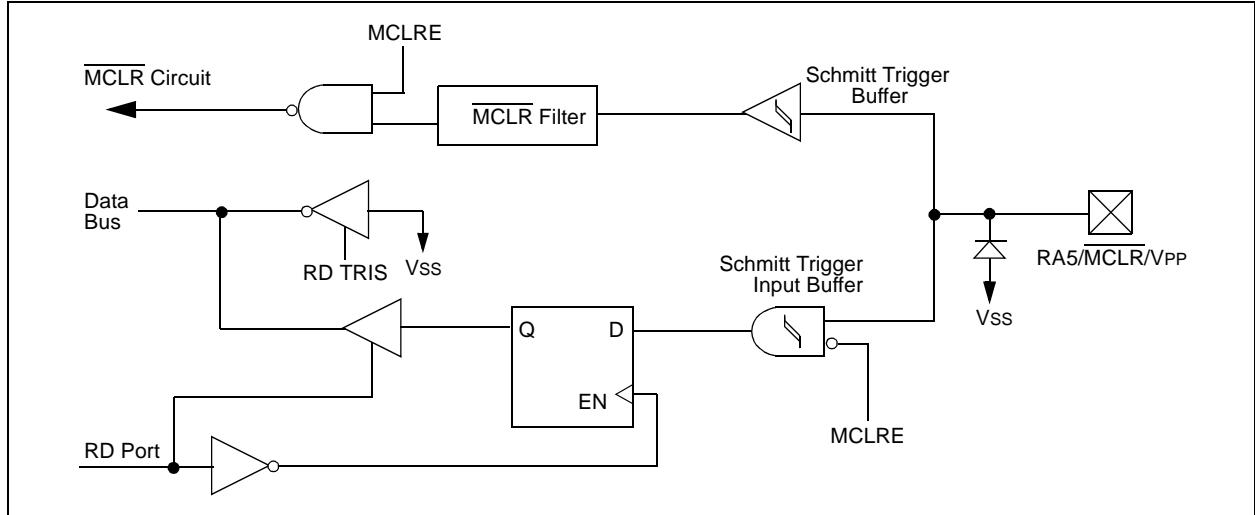 MCLRE
MCLR Circuit
Schmitt Trigger
Buffer
MCLR Filter
Data
Bus
RD TRIS
VSS
RA5/MCLR/VPP
Schmitt Trigger
Input Buffer
VSS
Q
D
EN
MCLRE
RD Port